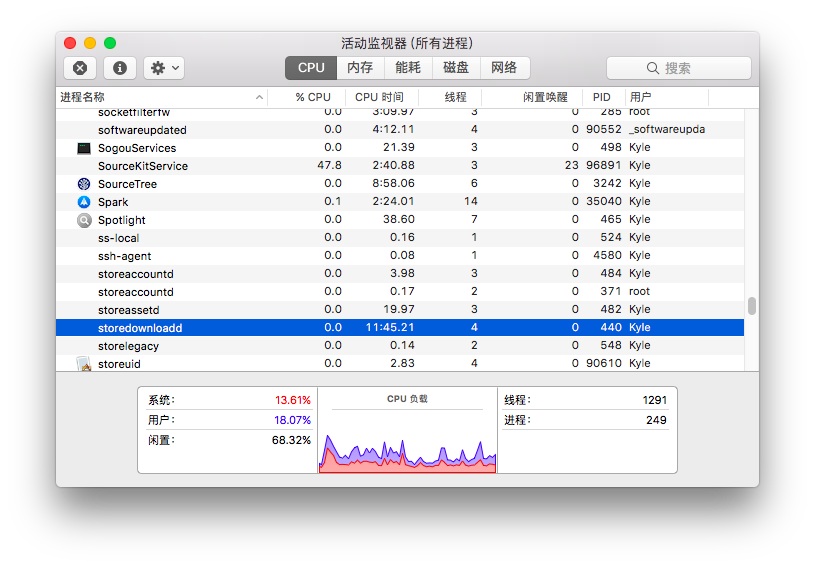 活动监视器 (所有进程)
CPU 内存 能耗 磁盘 网络 搜索
进程名称 % CPU CPU 时间 线程 闲置唤醒 PID 用户
socketfilterfw 0.0 3:09.97 3 0 285 root
softwareupdated 0.0 4:12.11 4 0 90552 _softwareupda
SogouServices 0.0 21.39 3 0 498 Kyle
SourceKitService 47.8 2:40.88 3 23 96891 Kyle
SourceTree 0.0 8:58.06 6 0 3242 Kyle
Spark 0.1 2:24.01 14 0 35040 Kyle
Spotlight 0.0 38.60 7 0 465 Kyle
ss-local 0.0 0.16 1 0 524 Kyle
ssh-agent 0.0 0.08 1 0 4580 Kyle
storeaccountd 0.0 3.98 3 0 484 Kyle
storeaccountd 0.0 0.17 2 0 371 root
storeassetd 0.0 19.97 3 0 482 Kyle
storedownloadd 0.0 11:45.21 4 0 440 Kyle
storelegacy 0.0 0.14 2 0 548 Kyle
storeuid 0.0 2.83 4 0 90610 Kyle
系统: 13.61% CPU 负载 线程: 1291
用户: 18.07% 进程: 249
闲置: 68.32%